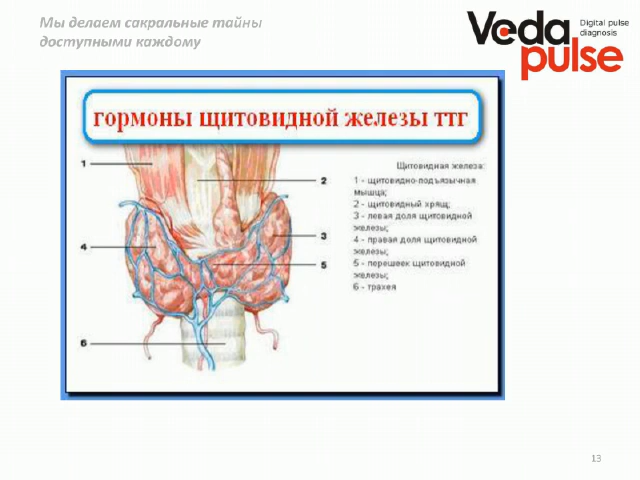 Мы делаем сакральные тайны
доступными каждому
Veda
pulse
Digital pulse
diagnosis
гормоны щитовидной железы ттг
Щитовидная железа:
1 - щитовидно-подъязычная
мышца;
2 - щитовидный хрящ;
3 - левая доля щитовидной
железы;
4 - правая доля щитовидной
железы;
5 - перешеек щитовидной
железы;
6 - трахея
1
2
3
4
5
6
13